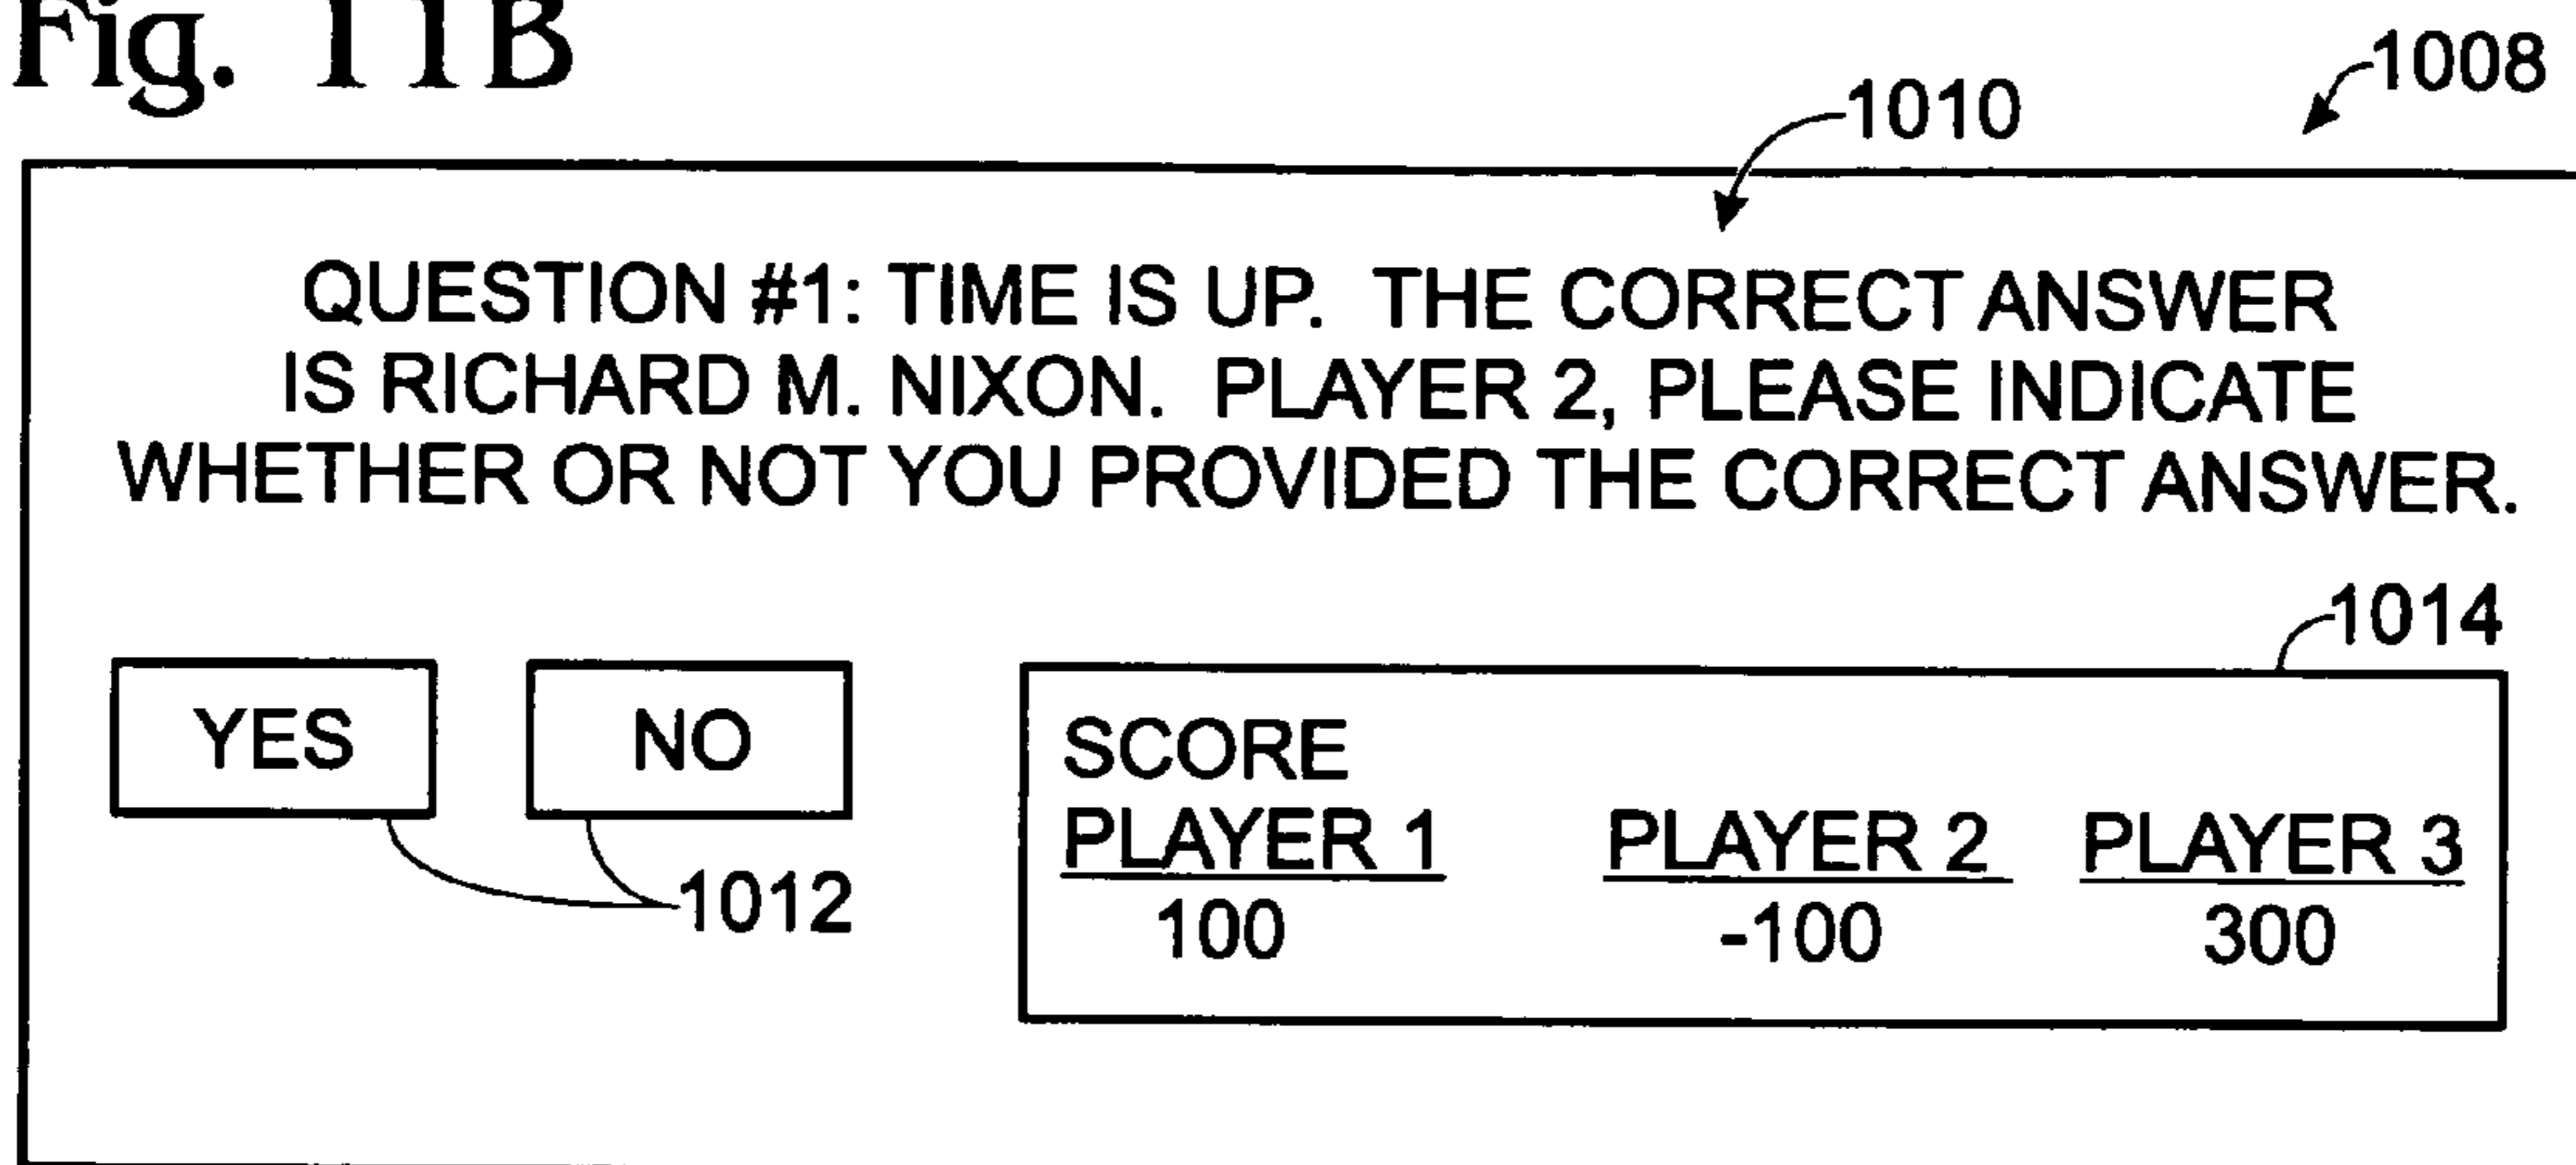 Fig. 11B
1008
1010
QUESTION #1: TIME IS UP. THE CORRECT ANSWER
IS RICHARD M. NIXON. PLAYER 2, PLEASE INDICATE
WHETHER OR NOT YOU PROVIDED THE CORRECT ANSWER.
1014
YES NO
SCORE
PLAYER 1 PLAYER 2 PLAYER 3
1012
100 -100 300